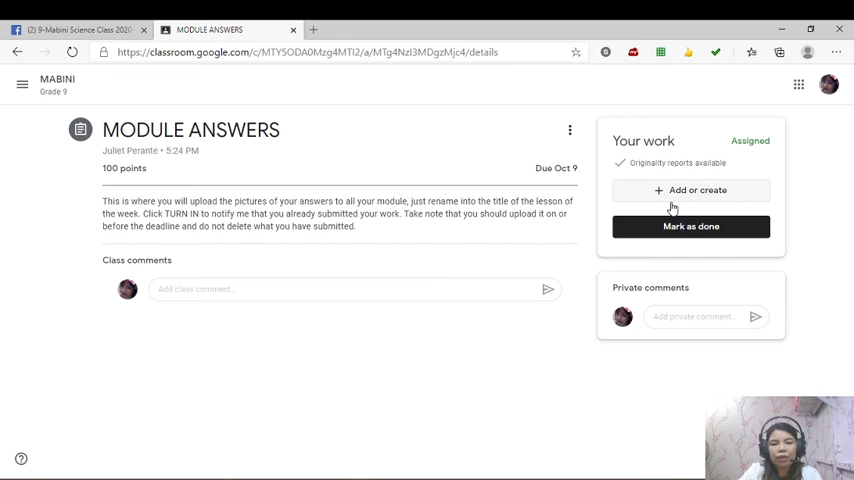 (2) 9-Mabini Science Class 2020-
MODULE ANSWERS
https://classroom.google.com/c/MTY5ODA0Mzg4MTI2/a/MTg4NzI3MDgzMjc4/details
MABINI
Grade 9
MODULE ANSWERS
Juliet Perante • 5:24 PM
100 points
Due Oct 9
This is where you will upload the pictures of your answers to all your module, just rename into the title of the lesson of
the week. Click TURN IN to notify me that you already submitted your work. Take note that you should upload it on or
before the deadline and do not delete what you have submitted.
Class comments
Add class comment...
Your work
Assigned
Originality reports available
+ Add or create
Mark as done
Private comments
Add private comment...